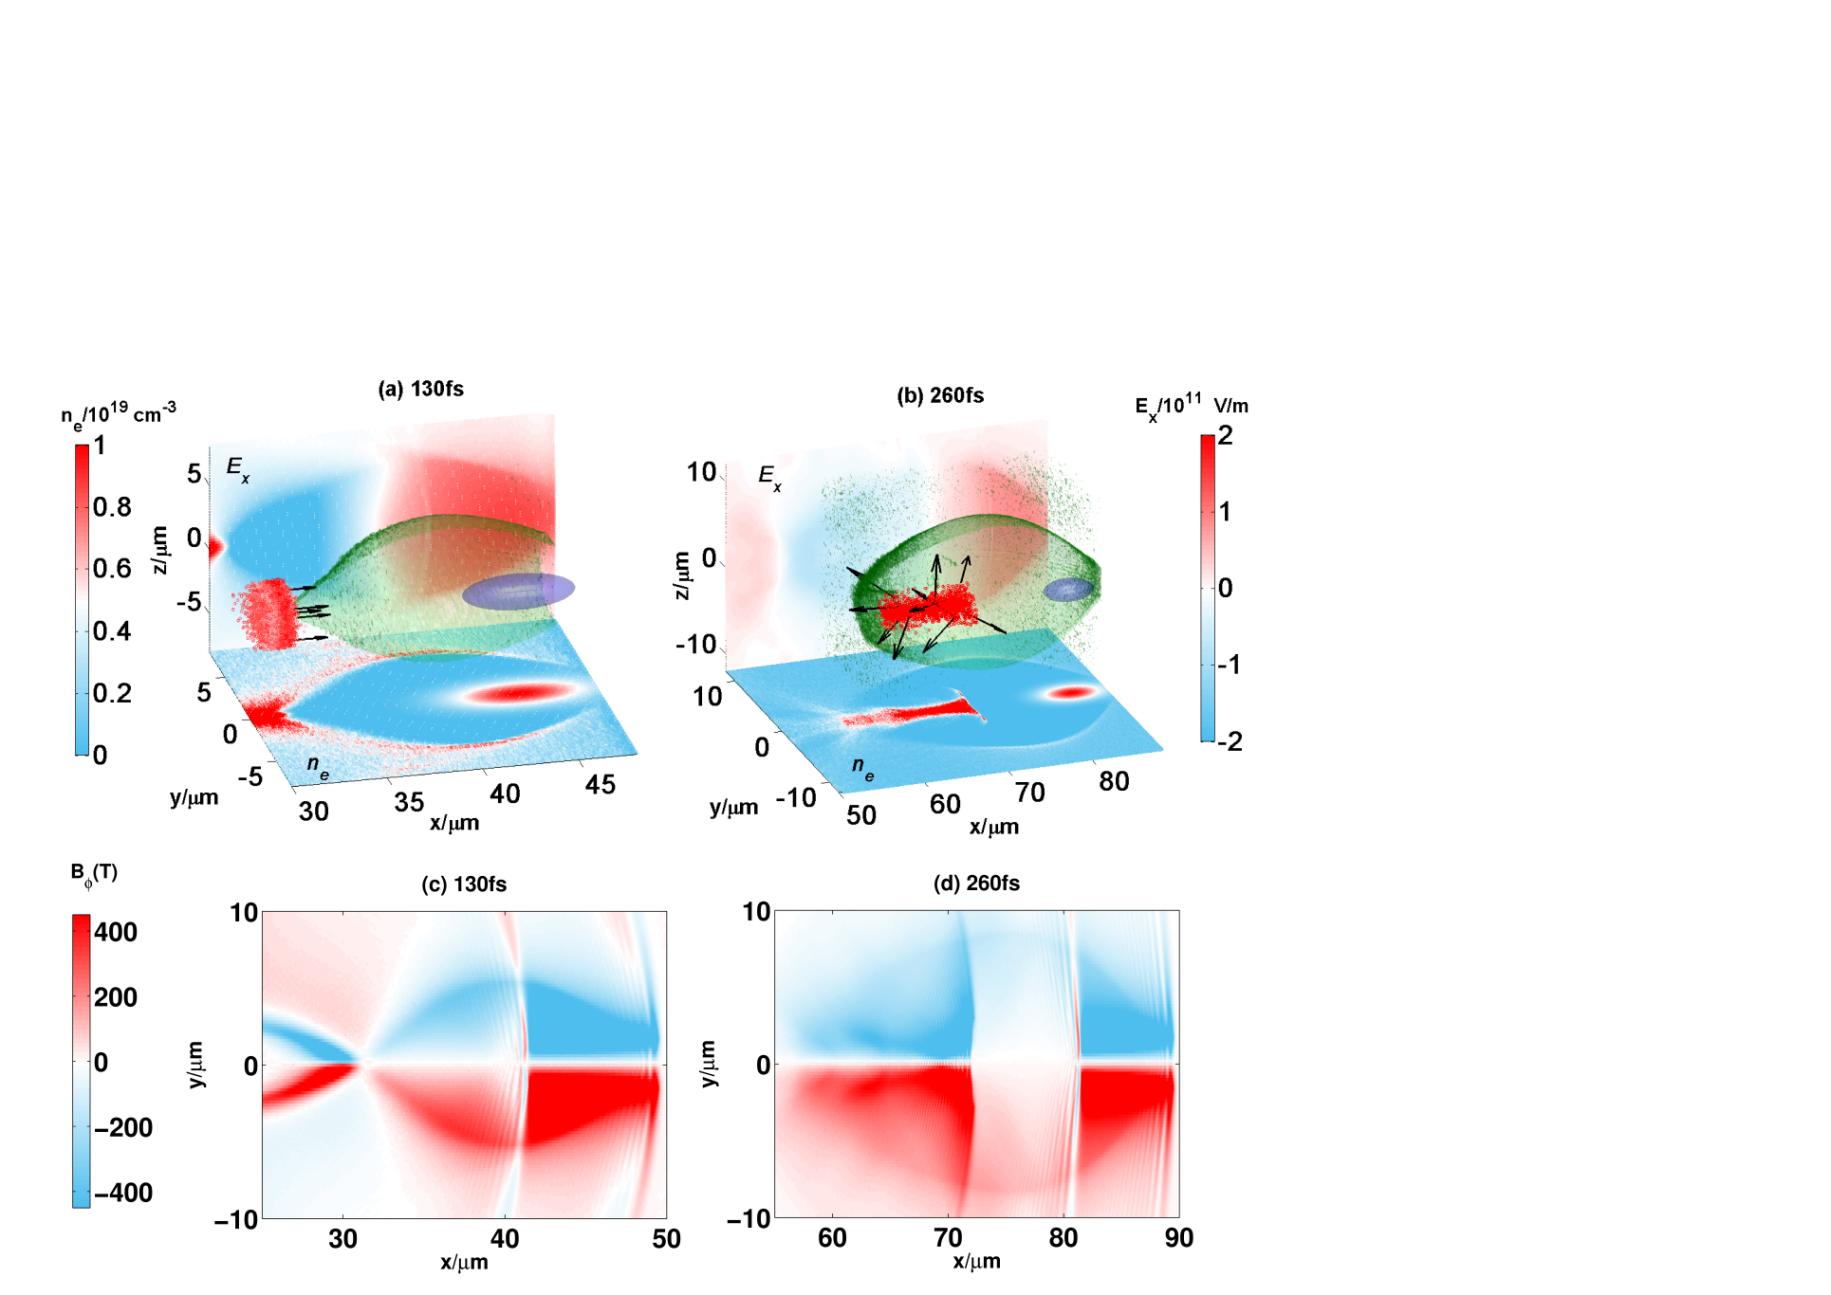 (a) 130fs
(b) 260fs
n_e/10^19 cm^-3
1
0.8
0.6
0.4
0.2
0
E_x
5
0
-5
z/μm
5
0
-5
y/μm
n_e
30
35
40
45
x/μm
E_x/10^11 V/m
2
1
0
-1
-2
E_x
10
0
-10
z/μm
10
0
-10
y/μm
n_e
50
60
70
80
x/μm
B_ϕ(T)
400
200
0
−200
−400
(c) 130fs
10
0
−10
y/μm
30
40
50
x/μm
(d) 260fs
10
0
−10
y/μm
60
70
80
90
x/μm